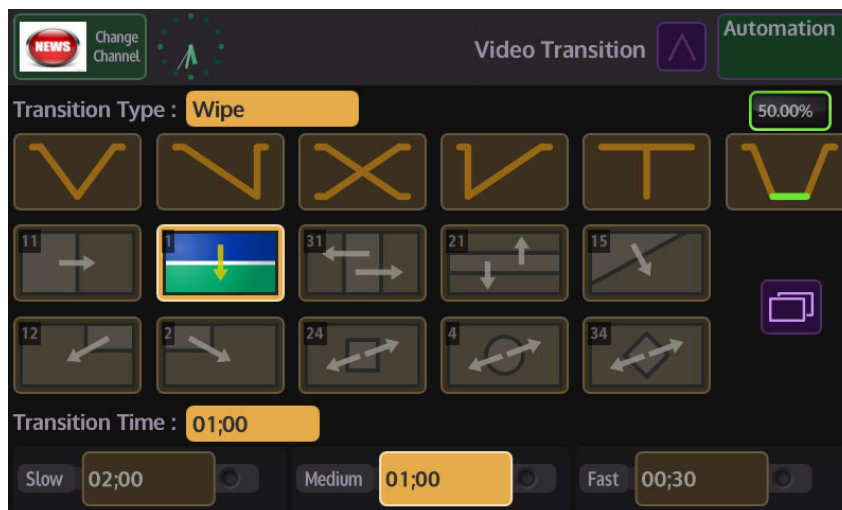 NEWS
Change
Channel
Video Transition
Automation
Transition Type : Wipe
50.00%
11
1
31
21
15
12
2
24
4
34
Transition Time : 01;00
Slow 02;00
Medium 01;00
Fast 00;30